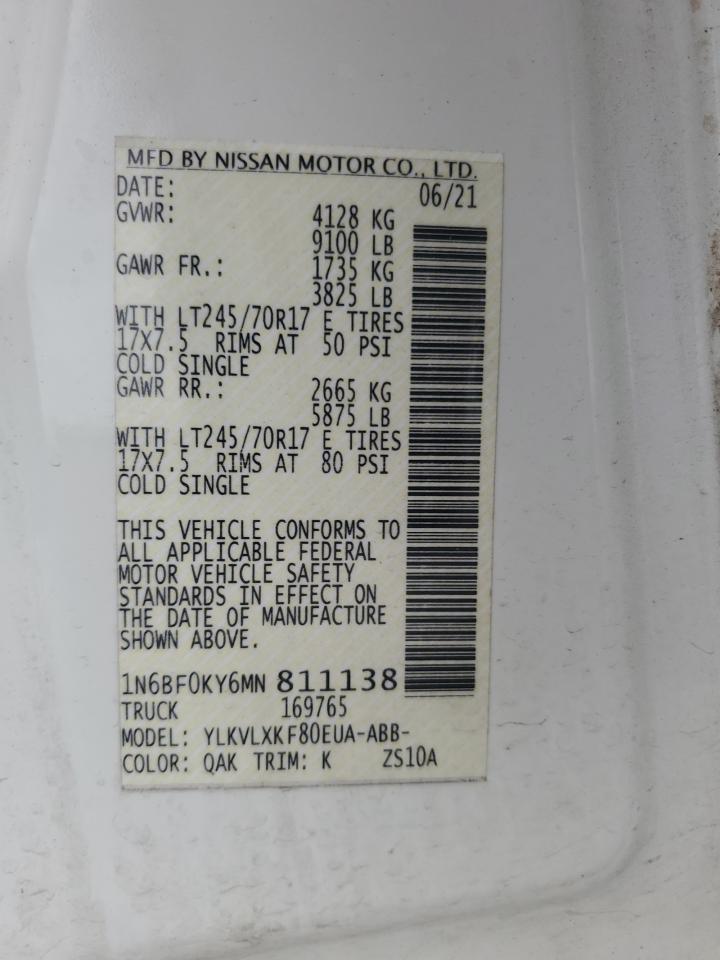 MFD BY NISSAN MOTOR CO., LTD.
DATE: 06/21
GVWR: 4128 KG
9100 LB
GAWR FR.: 1735 KG
3825 LB
WITH LT245/70R17 E TIRES
17X7.5 RIMS AT 50 PSI
COLD SINGLE
GAWR RR.: 2665 KG
5875 LB
WITH LT245/70R17 E TIRES
17X7.5 RIMS AT 80 PSI
COLD SINGLE
THIS VEHICLE CONFORMS TO
ALL APPLICABLE FEDERAL
MOTOR VEHICLE SAFETY
STANDARDS IN EFFECT ON
THE DATE OF MANUFACTURE
SHOWN ABOVE.
1N6BF0KY6MN 811138
TRUCK 169765
MODEL: YLKVLXKF80EUA-ABB-
COLOR: QAK TRIM: K ZS10A